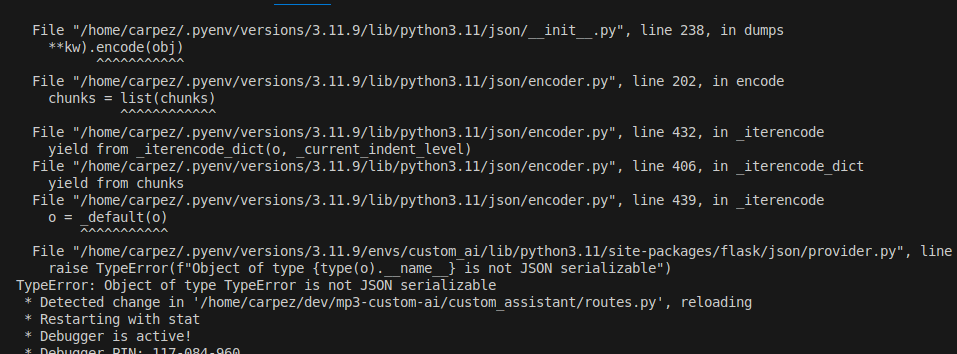 File "/home/carpez/.pyenv/versions/3.11.9/lib/python3.11/json/__init__.py", line 238, in dumps
**kw).encode(obj)
^^^^^^^^^^^
File "/home/carpez/.pyenv/versions/3.11.9/lib/python3.11/json/encoder.py", line 202, in encode
chunks = list(chunks)
^^^^^^^^^^^^
File "/home/carpez/.pyenv/versions/3.11.9/lib/python3.11/json/encoder.py", line 432, in _iterencode
yield from _iterencode_dict(o, _current_indent_level)
File "/home/carpez/.pyenv/versions/3.11.9/lib/python3.11/json/encoder.py", line 406, in _iterencode_dict
yield from chunks
File "/home/carpez/.pyenv/versions/3.11.9/lib/python3.11/json/encoder.py", line 439, in _iterencode
o = _default(o)
^^^^^^^^^^^
File "/home/carpez/.pyenv/versions/3.11.9/envs/custom_ai/lib/python3.11/site-packages/flask/json/provider.py", line
raise TypeError(f"Object of type {type(o).__name__} is not JSON serializable")
TypeError: Object of type TypeError is not JSON serializable
* Detected change in '/home/carpez/dev/mp3-custom-ai/custom_assistant/routes.py', reloading
* Restarting with stat
* Debugger is active!
* Debugger PIN: 117-084-960